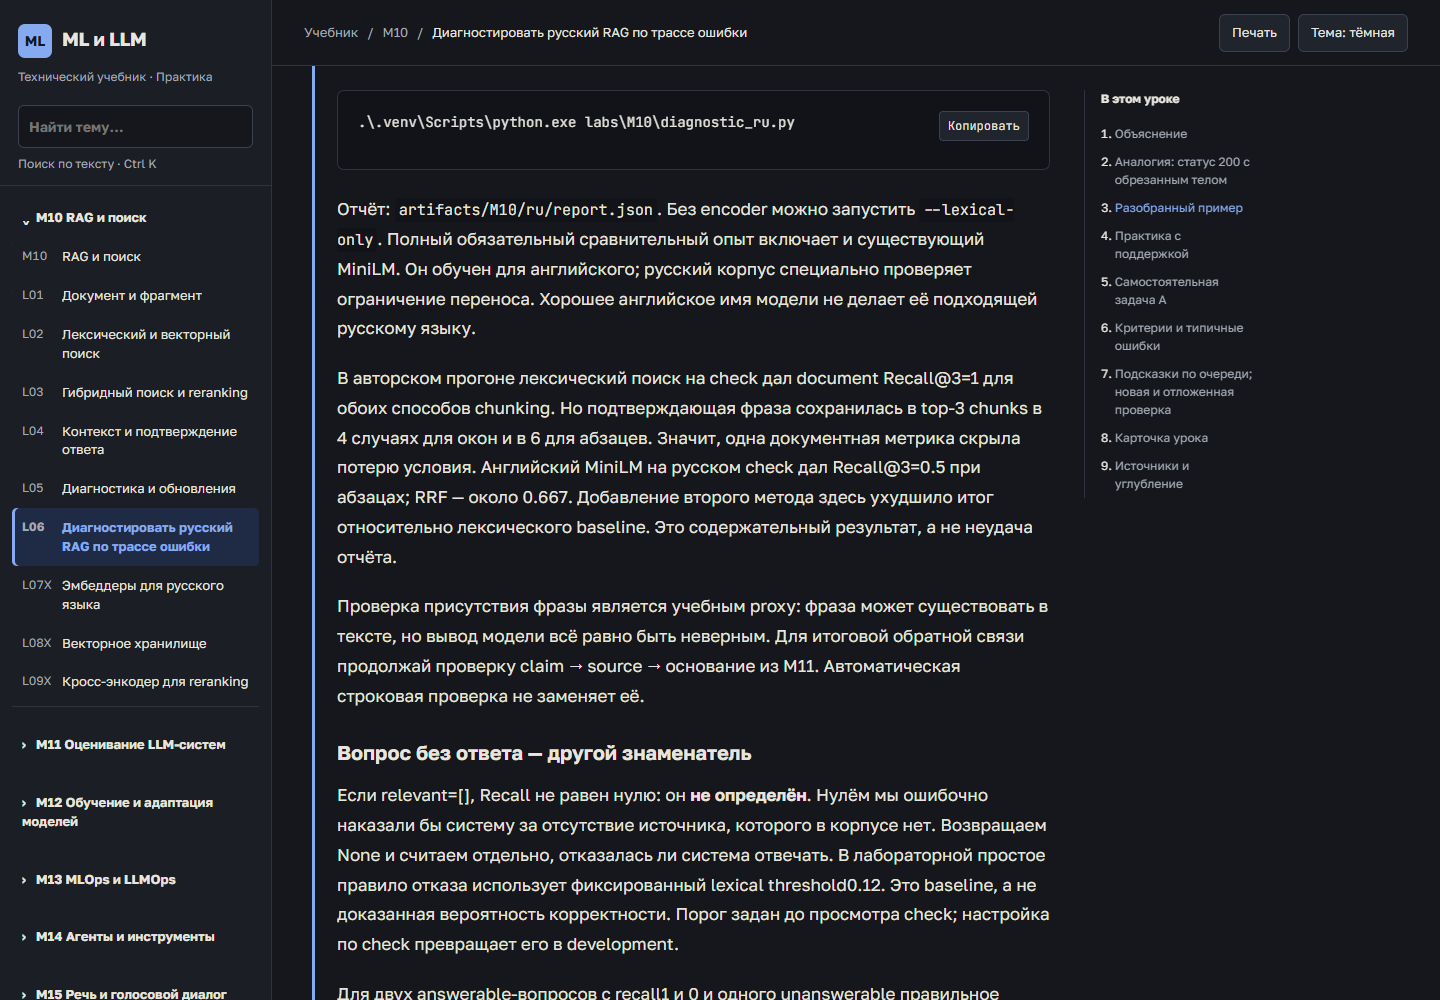 ML
ML и LLM
Технический учебник · Практика
Найти тему...
Поиск по тексту · Ctrl K
M10 RAG и поиск
M10 RAG и поиск
L01 Документ и фрагмент
L02 Лексический и векторный
поиск
L03 Гибридный поиск и reranking
L04 Контекст и подтверждение
ответа
L05 Диагностика и обновления
L06 Диагностировать русский
RAG по трассе ошибки
L07X Эмбеддеры для русского
языка
L08X Векторное хранилище
L09X Кросс-энкодер для reranking
M11 Оценивание LLM-систем
M12 Обучение и адаптация
моделей
M13 MLOps и LLMOps
M14 Агенты и инструменты
M15 Речь и голосовой диалог
Учебник / M10 / Диагностировать русский RAG по трассе ошибки
Печать
Тема: тёмная
.\.venv\Scripts\python.exe labs\M10\diagnostic_ru.py
Копировать
Отчёт: artifacts/M10/ru/report.json. Без encoder можно запустить --lexical-
only. Полный обязательный сравнительный опыт включает и существующий
MiniLM. Он обучен для английского; русский корпус специально проверяет
ограничение переноса. Хорошее английское имя модели не делает её подходящей
русскому языку.
В авторском прогоне лексический поиск на check дал document Recall@3=1 для
обоих способов chunking. Но подтверждающая фраза сохранилась в top-3 chunks в
4 случаях для окон и в 6 для абзацев. Значит, одна документная метрика скрыла
потерю условия. Английский MiniLM на русском check дал Recall@3=0.5 при
абзацах; RRF — около 0.667. Добавление второго метода здесь ухудшило итог
относительно лексического baseline. Это содержательный результат, а не неудача
отчёта.
Проверка присутствия фразы является учебным proxy: фраза может существовать в
тексте, но вывод модели всё равно быть неверным. Для итоговой обратной связи
продолжай проверку claim → source → основание из M11. Автоматическая
строковая проверка не заменяет её.
Вопрос без ответа — другой знаменатель
Если relevant=[], Recall не равен нулю: он не определён. Нулём мы ошибочно
наказали бы систему за отсутствие источника, которого в корпусе нет. Возвращаем
None и считаем отдельно, отказалась ли система отвечать. В лабораторной простое
правило отказа использует фиксированный lexical threshold0.12. Это baseline, а не
доказанная вероятность корректности. Порог задан до просмотра check; настройка
по check превращает его в development.
Для двух answerable-вопросов с recall1 и 0 и одного unanswerable правильное
В этом уроке
1. Объяснение
2. Аналогия: статус 200 с
обрезанным телом
3. Разобранный пример
4. Практика с
поддержкой
5. Самостоятельная
задача A
6. Критерии и типичные
ошибки
7. Подсказки по очереди;
новая и отложенная
проверка
8. Карточка урока
9. Источники и
углубление